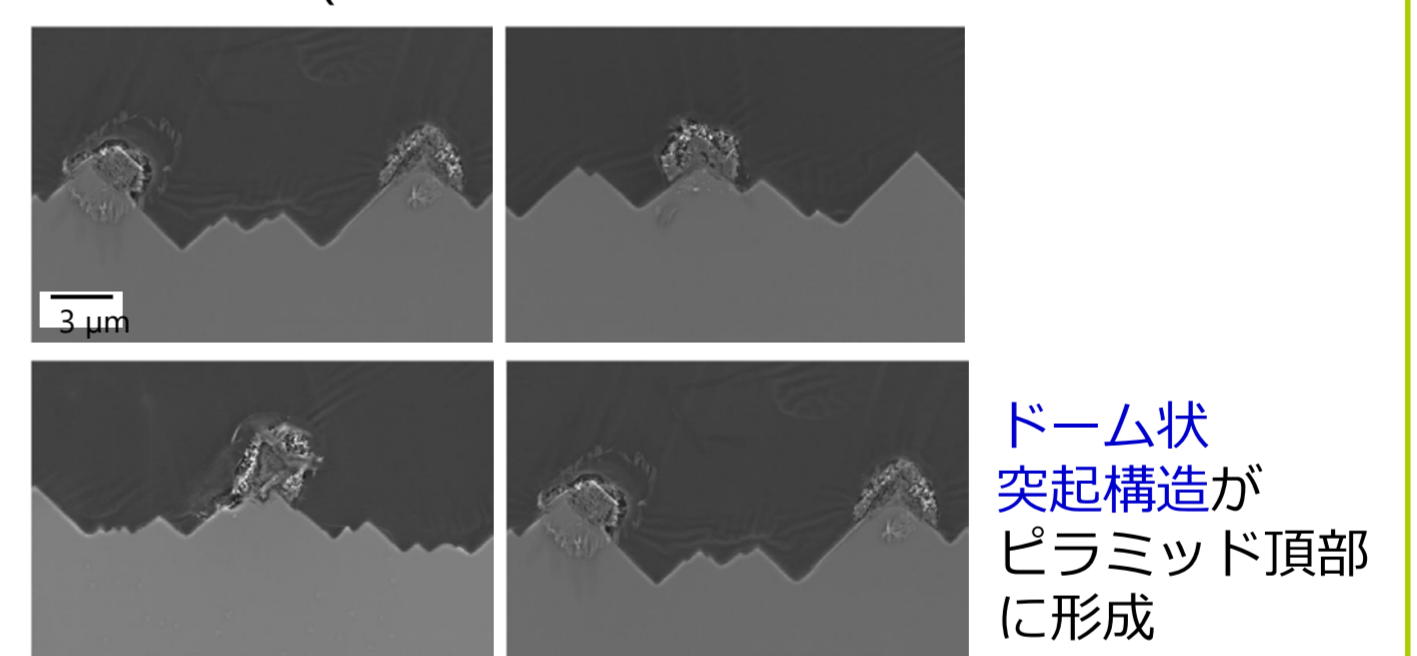 3 μm
ドーム状
突起構造が
ピラミッド頂部
に形成